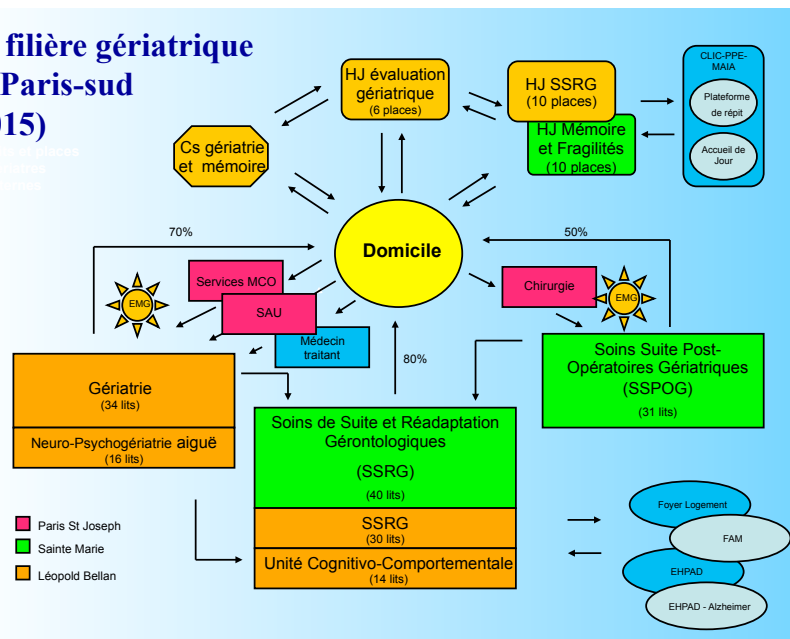 filière gériatrique
Paris-sud
015)
HJ évaluation
gériatrique
(6 places)
HJ SSRG
(10 places)
HJ Mémoire
et Fragilités
(10 places)
CLIC-PPE-
MAIA
Plateforme
de répit
Accueil de
Jour
Cs gériatrie
et mémoire
Domicile
70%
50%
80%
EMG
Services MCO
SAU
Médecin
traitant
Chirurgie
EMG
Gériatrie
(34 lits)
Neuro-Psychogériatrie aiguë
(16 lits)
Soins Suite Post-
Opératoires Gériatriques
(SSPOG)
(31 lits)
Soins de Suite et Réadaptation
Gérontologiques
(SSRG)
(40 lits)
SSRG
(30 lits)
Unité Cognitivo-Comportementale
(14 lits)
Paris St Joseph
Sainte Marie
Léopold Bellan
Foyer Logement
FAM
EHPAD
EHPAD - Alzheimer